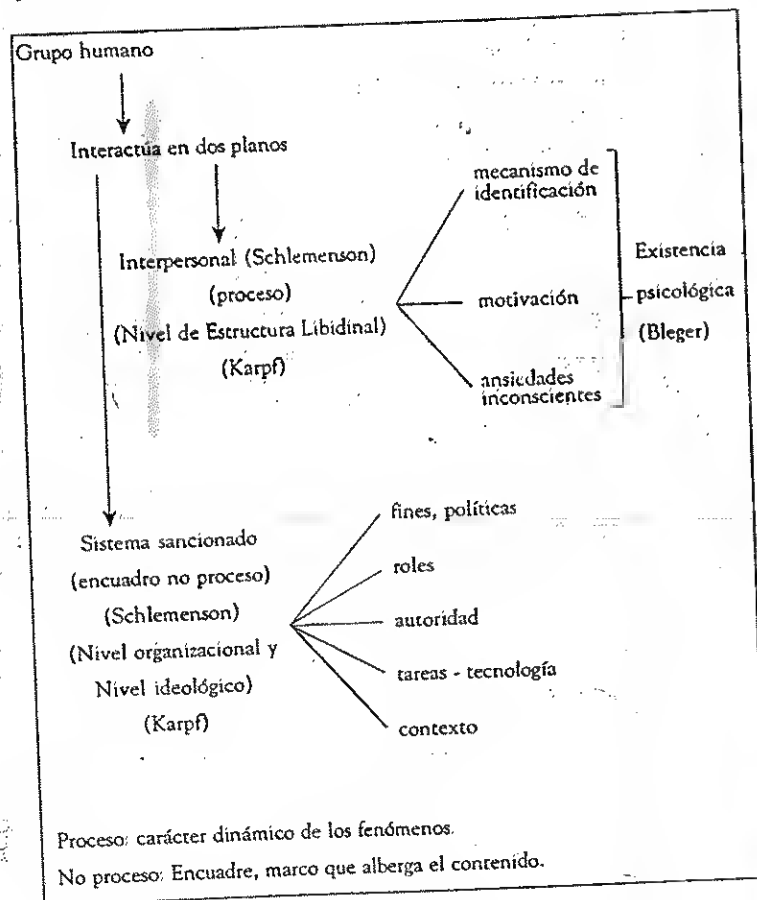 Grupo humano
Interactúa en dos planos
Interpersonal (Schlemenson)
(proceso)
(Nivel de Estructura Libidinal)
(Karpf)
mecanismo de
identificación
motivación
ansiedades
inconscientes
Existencia
psicológica
(Bleger)
Sistema sancionado
(encuadro no proceso)
(Schlemenson)
(Nivel organizacional y
Nivel ideológico)
(Karpf)
fines, políticas
roles
autoridad
tareas - tecnología
contexto
Proceso: carácter dinámico de los fenómenos.
No proceso: Encuadre, marco que alberga el contenido.